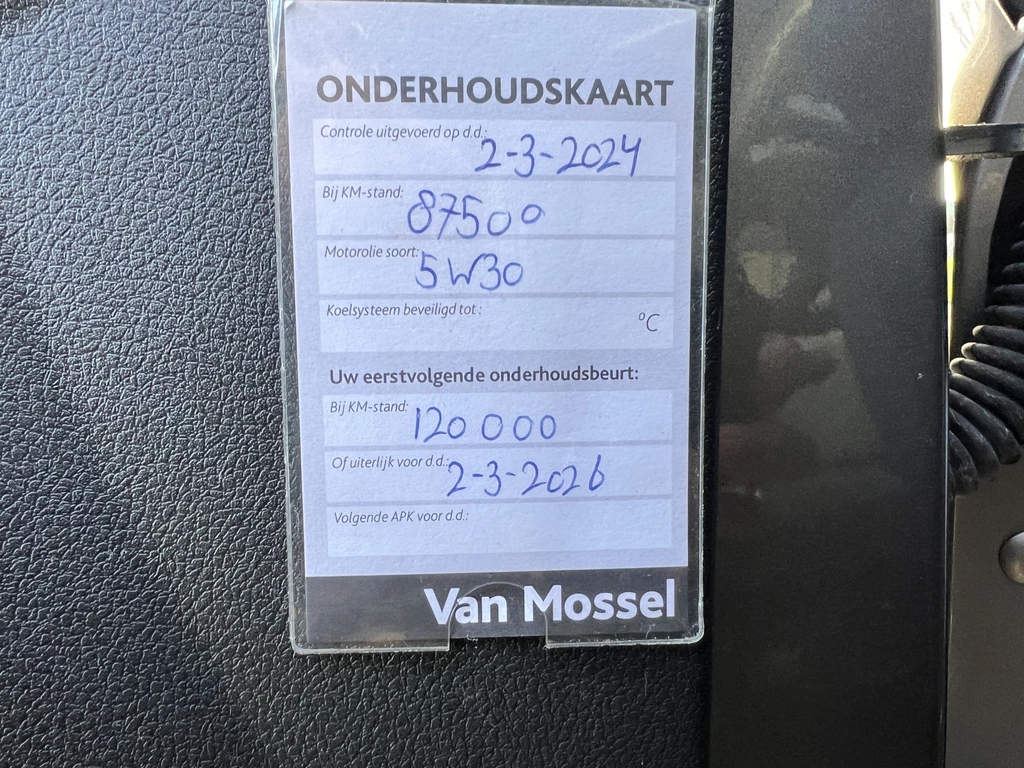 ONDERHOUDSKAART
Controle uitgevoerd op d.d.: 2-3-2024
Bij KM-stand: 87500
Motorolie soort: 5W30
Koelsysteem beveiligd tot: °C
Uw eerstvolgende onderhoudsbeurt:
Bij KM-stand: 120 000
Of uiterlijk voor d.d.: 2-3-2026
Volgende APK voor d.d.:
Van Mossel